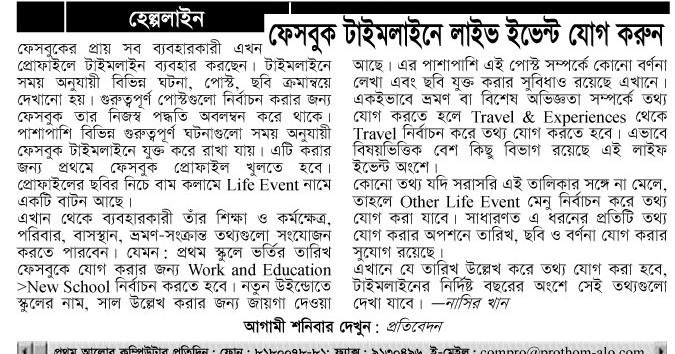 হেল্পলাইন
ফেসবুক টাইমলাইনে লাইভ ইভেন্ট যোগ করুন
ফেসবুকের প্রায় সব ব্যবহারকারী এখন
প্রোফাইলে টাইমলাইন ব্যবহার করছেন। টাইমলাইনে
সময় অনুযায়ী বিভিন্ন ঘটনা, পোস্ট, ছবি ক্রমান্বয়ে
দেখানো হয়। গুরুত্বপূর্ণ পোস্টগুলো নির্বাচন করার জন্য
ফেসবুক তার নিজস্ব পদ্ধতি অবলম্বন করে থাকে।
পাশাপাশি বিভিন্ন গুরুত্বপূর্ণ ঘটনাগুলো সময় অনুযায়ী
ফেসবুক টাইমলাইনে যুক্ত করে রাখা যায়। এটি করার
জন্য প্রথমে ফেসবুক প্রোফাইল খুলতে হবে।
প্রোফাইলের ছবির নিচে বাম কলামে Life Event নামে
একটি বাটন আছে।
এখান থেকে ব্যবহারকারী তাঁর শিক্ষা ও কর্মক্ষেত্র,
পরিবার, বাসস্থান, ভ্রমণ-সংক্রান্ত তথ্যগুলো সংযোজন
করতে পারবেন। যেমন : প্রথম স্কুলে ভর্তির তারিখ
ফেসবুকে যোগ করার জন্য Work and Education
>New School নির্বাচন করতে হবে। নতুন উইন্ডোতে
স্কুলের নাম, সাল উল্লেখ করার জন্য জায়গা দেওয়া
আছে। এর পাশাপাশি এই পোস্ট সম্পর্কে কোনো বর্ণনা
লেখা এবং ছবি যুক্ত করার সুবিধাও রয়েছে এখানে।
একইভাবে ভ্রমণ বা বিশেষ অভিজ্ঞতা সম্পর্কে তথ্য
যোগ করতে হলে Travel & Experiences থেকে
Travel নির্বাচন করে তথ্য যোগ করতে হবে। এভাবে
বিষয়ভিত্তিক বেশ কিছু বিভাগ রয়েছে এই লাইফ
ইভেন্ট অংশে।
কোনো তথ্য যদি সরাসরি এই তালিকার সঙ্গে না মেলে,
তাহলে Other Life Event মেনু নির্বাচন করে তথ্য
যোগ করা যাবে। সাধারণত এ ধরনের প্রতিটি তথ্য
যোগ করার অপশনে তারিখ, ছবি ও বর্ণনা যোগ করার
সুযোগ রয়েছে।
এখানে যে তারিখ উল্লেখ করে তথ্য যোগ করা হবে,
টাইমলাইনের নির্দিষ্ট বছরের অংশে সেই তথ্যগুলো
দেখা যাবে। —নাসির খান
আগামী শনিবার দেখুন : প্রতিবেদন
প্রথম আলোর কম্পিউটার প্রতিদিন : ফোন : ৮১৮০০৭৮-৮১; ফ্যাক্স : ৯১৩০৪৯৬ ই-মেইল : compro@prothom-alo.com